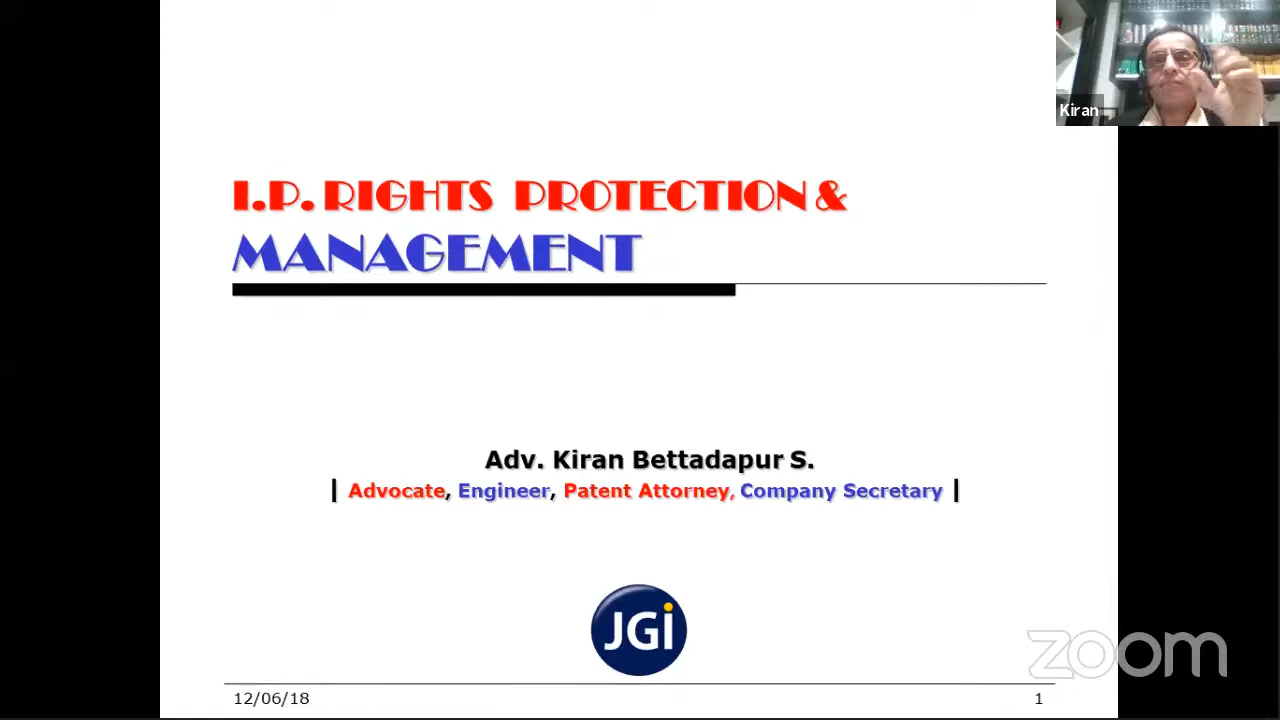 Kiran
I.P. RIGHTS PROTECTION &
MANAGEMENT
Adv. Kiran Bettadapur S.
| Advocate, Engineer, Patent Attorney, Company Secretary |
JGi
zoom
12/06/18
1